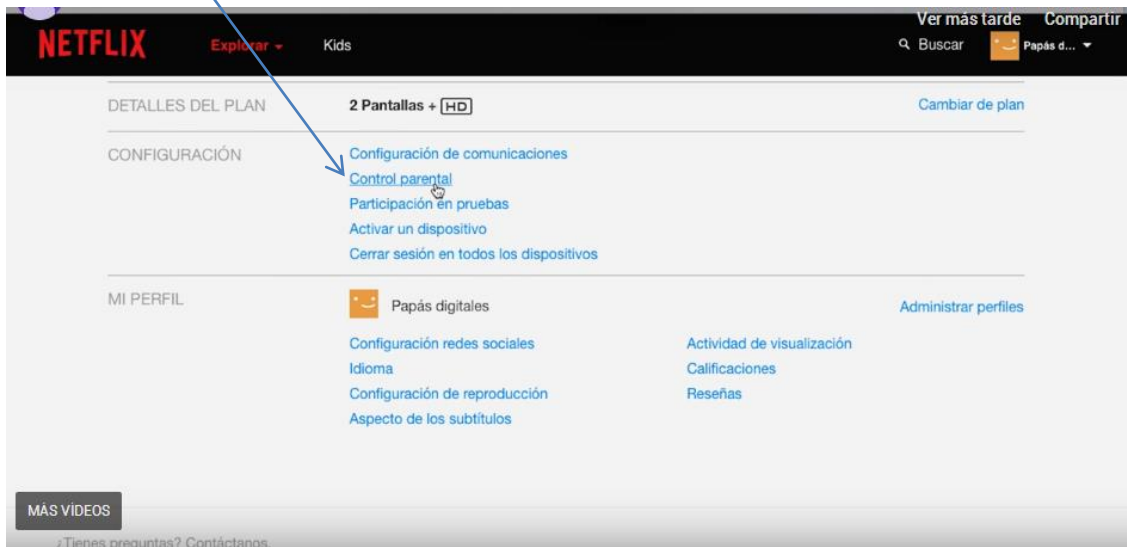 Ver más tarde Compartir
NETFLIX Explorar Kids Buscar Papás d...
DETALLES DEL PLAN 2 Pantallas + HD Cambiar de plan
CONFIGURACIÓN Configuración de comunicaciones
Control parental
Participación en pruebas
Activar un dispositivo
Cerrar sesión en todos los dispositivos
MI PERFIL Papás digitales Administrar perfiles
Configuración redes sociales Actividad de visualización
Idioma Calificaciones
Configuración de reproducción Reseñas
Aspecto de los subtítulos
MÁS VÍDEOS
¿Tienes preguntas? Contáctanos.